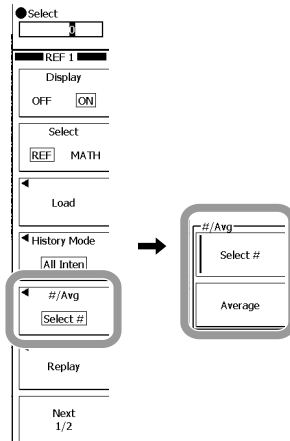 Select
0
REF 1
Display
OFF ON
Select
REF MATH
Load
History Mode
All Inten
#/Avg
Select #
Replay
Next
1/2
#/Avg
Select #
Average